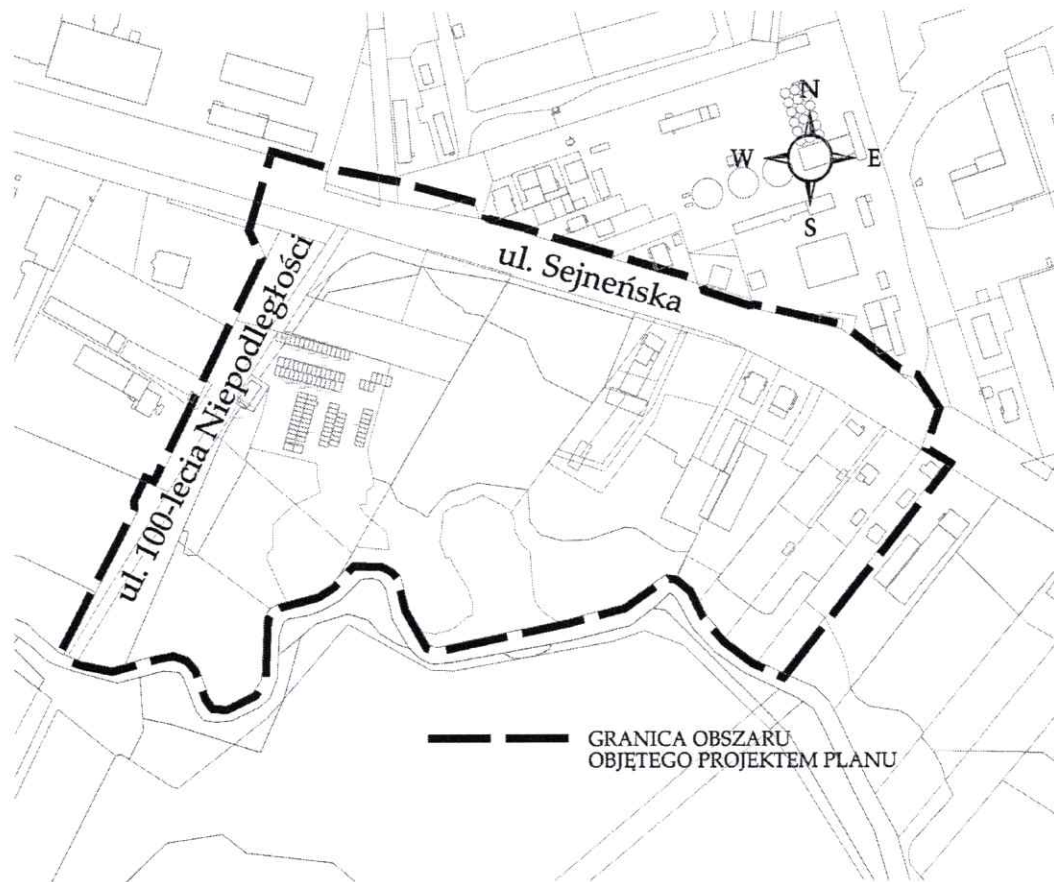 N
W E
S
ul. Sejneńska
ul. 100-lecia Niepodległości
GRANICA OBSZARU
OBJĘTEGO PROJEKTEM PLANU